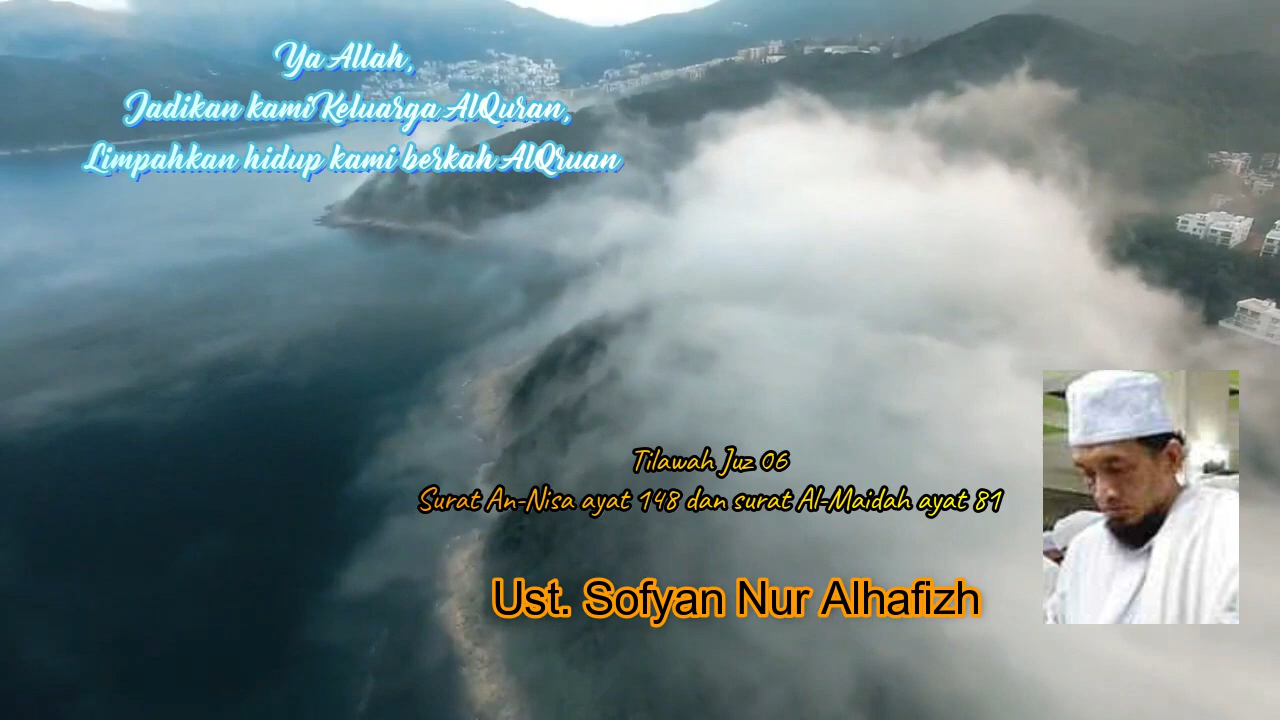 Ya Allah,
Jadikan kami Keluarga AlQuran,
Limpahkan hidup kami berkah AlQruan
Tilawah Juz 06
Surat An-Nisa ayat 148 dan surat Al-Maidah ayat 81
Ust. Sofyan Nur Alhafizh